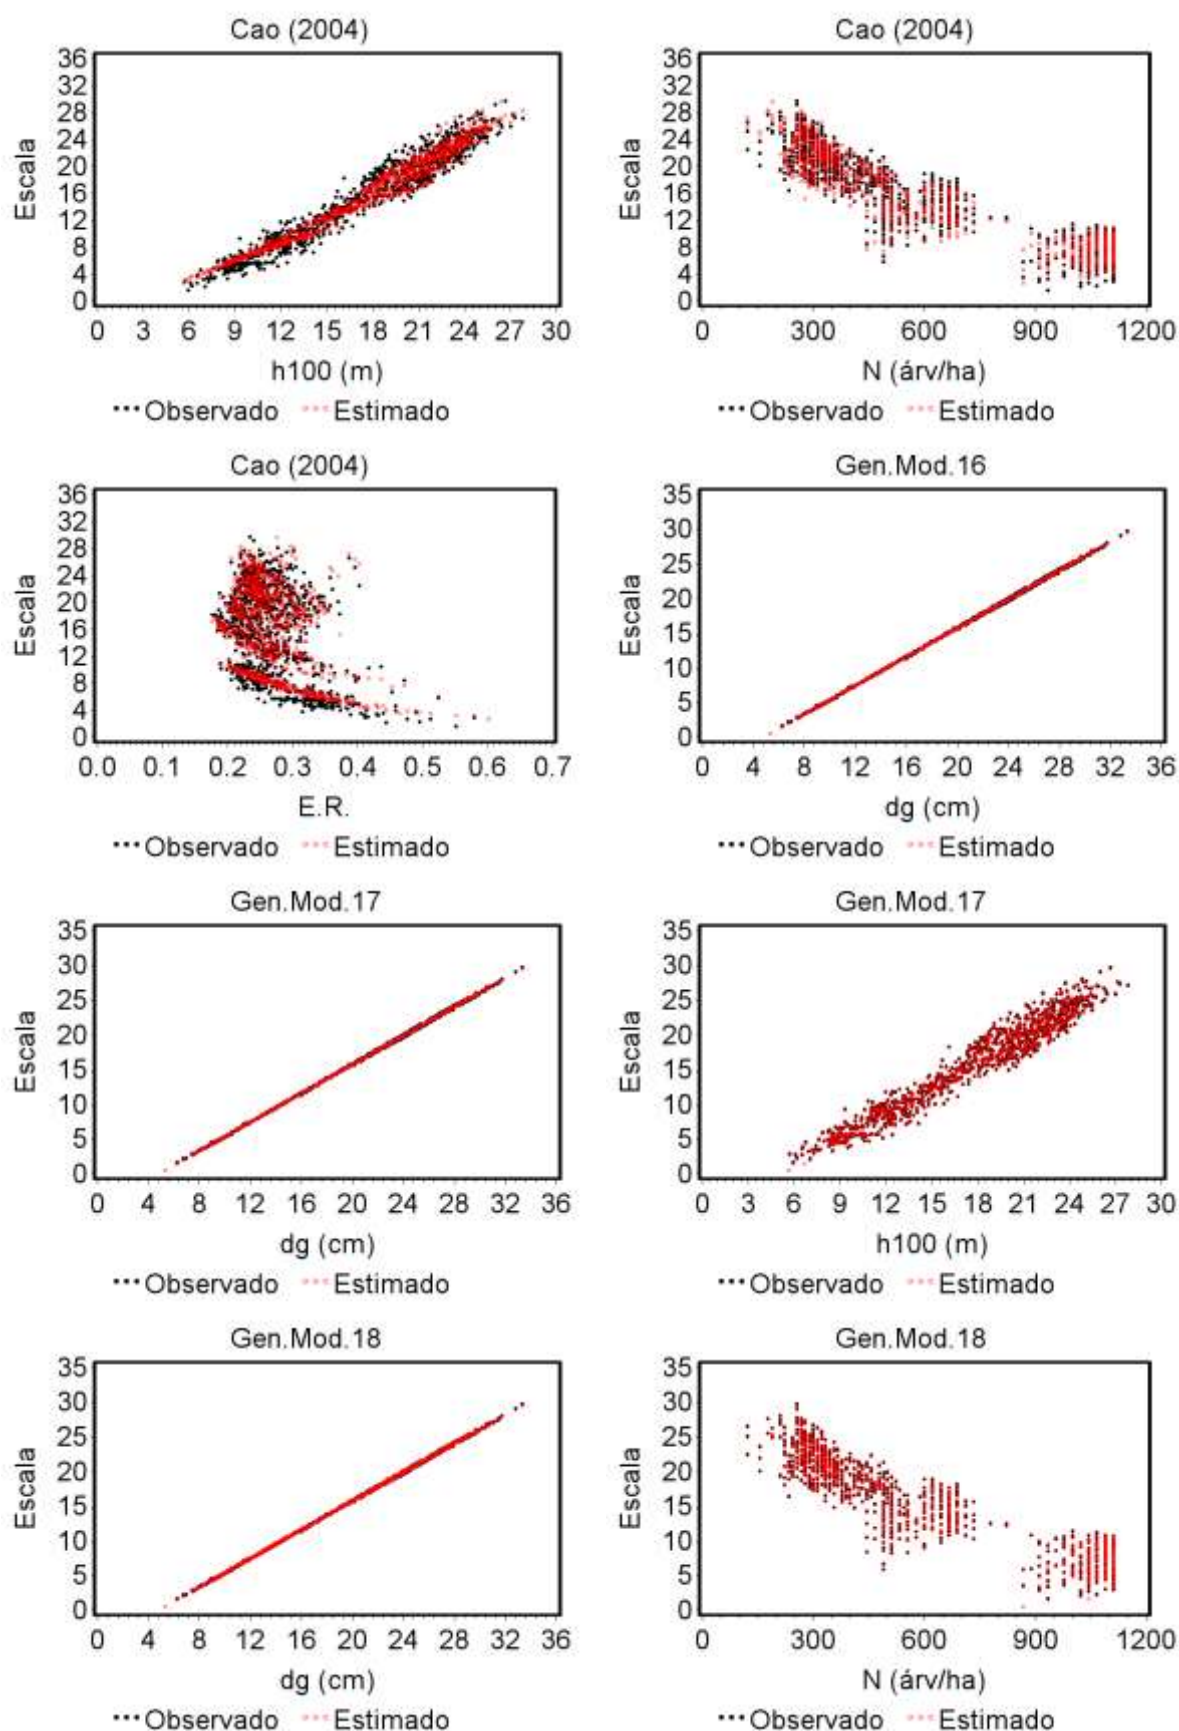 Cao (2004)
Escala
36
32
28
24
20
16
12
8
4
0
0 3 6 9 12 15 18 21 24 27 30
h100 (m)
Observado Estimado
Cao (2004)
Escala
36
32
28
24
20
16
12
8
4
0
0 300 600 900 1200
N (árv/ha)
Observado Estimado
Cao (2004)
Escala
36
32
28
24
20
16
12
8
4
0
0.0 0.1 0.2 0.3 0.4 0.5 0.6 0.7
E.R.
Observado Estimado
Gen.Mod.16
Escala
35
30
25
20
15
10
5
0
0 4 8 12 16 20 24 28 32 36
dg (cm)
Observado Estimado
Gen.Mod.17
Escala
35
30
25
20
15
10
5
0
0 4 8 12 16 20 24 28 32 36
dg (cm)
Observado Estimado
Gen.Mod.17
Escala
35
30
25
20
15
10
5
0
0 3 6 9 12 15 18 21 24 27 30
h100 (m)
Observado Estimado
Gen.Mod.18
Escala
35
30
25
20
15
10
5
0
0 4 8 12 16 20 24 28 32 36
dg (cm)
Observado Estimado
Gen.Mod.18
Escala
35
30
25
20
15
10
5
0
0 300 600 900 1200
N (árv/ha)
Observado Estimado